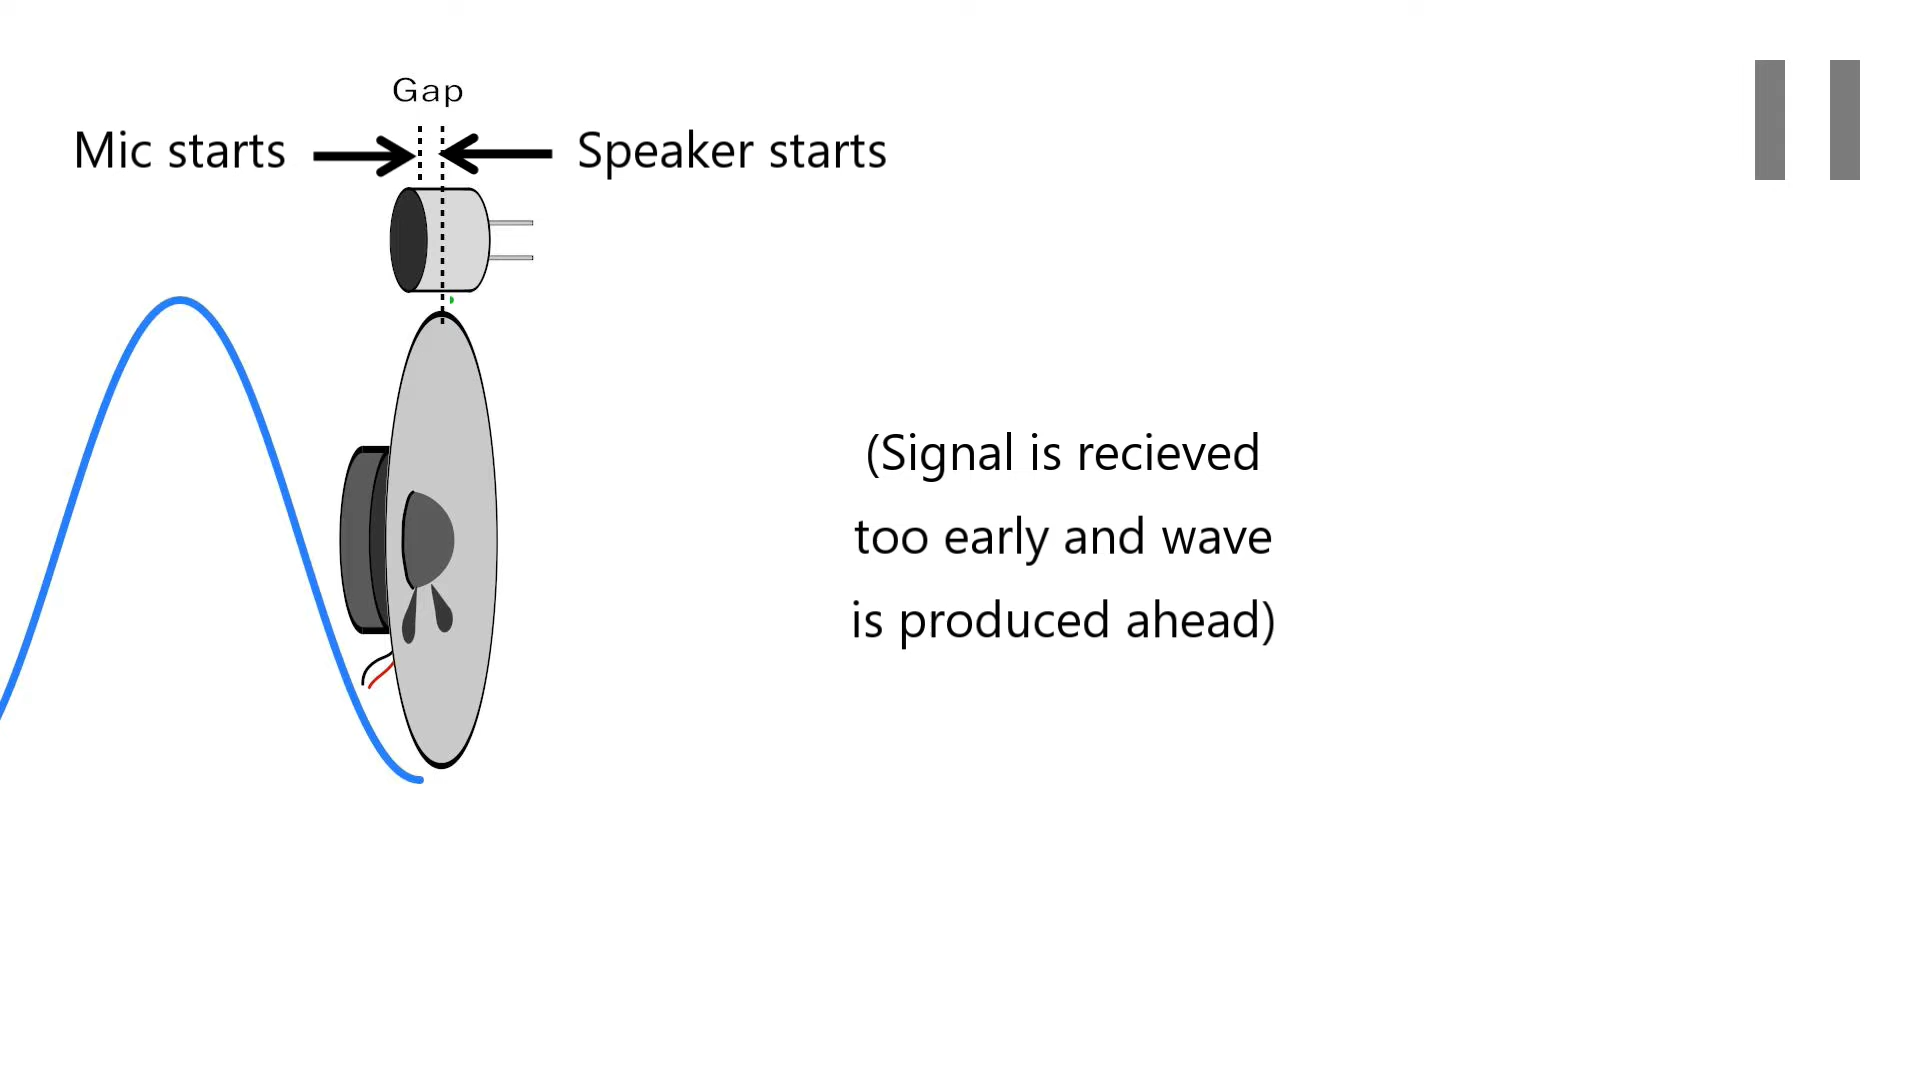 Gap
Mic starts
Speaker starts
(Signal is recieved
too early and wave
is produced ahead)